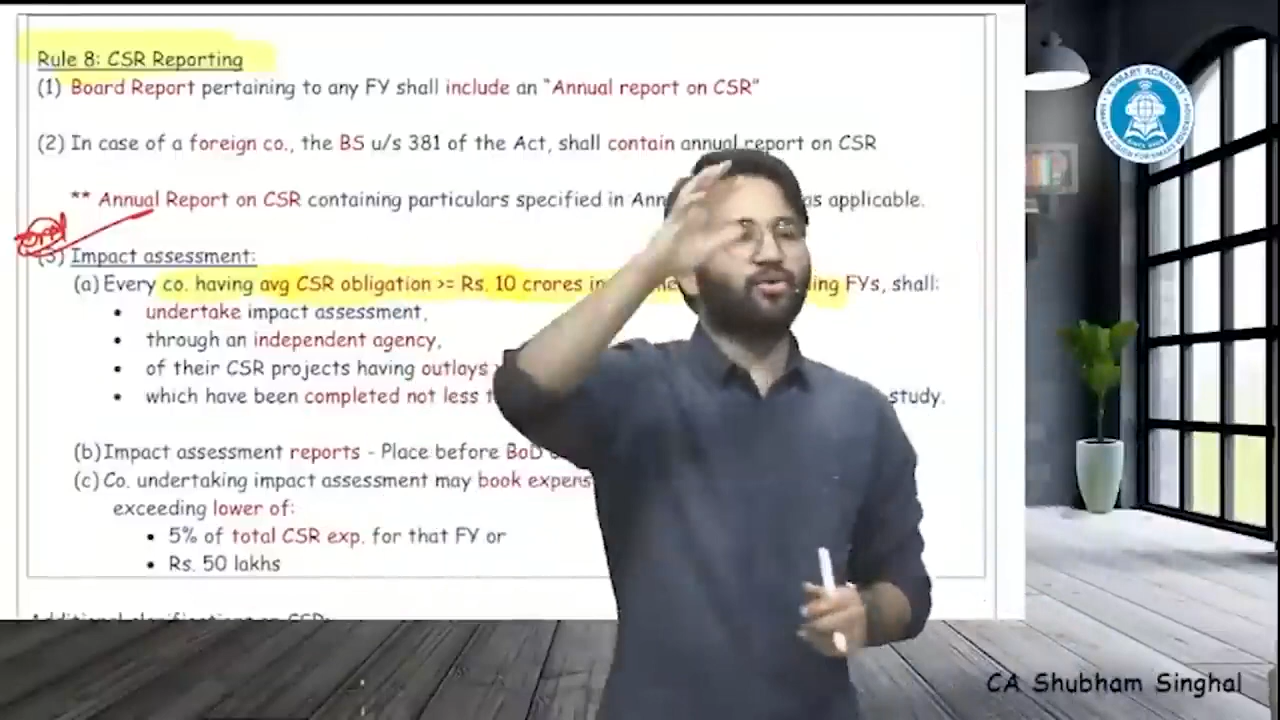 Rule 8: CSR Reporting
(1) Board Report pertaining to any FY shall include an “Annual report on CSR”
(2) In case of a foreign co., the BS u/s 381 of the Act, shall contain annual report on CSR
** Annual Report on CSR containing particulars specified in as applicable.
(3) Impact assessment:
(a) Every co. having avg CSR obligation >= Rs. 10 crores FYs, shall:
• undertake impact assessment,
• through an independent agency,
• of their CSR projects having outlays
• which have been completed not less study.
(b) Impact assessment reports - Place before BoD
(c) Co. undertaking impact assessment may book
exceeding lower of:
• 5% of total CSR exp. for that FY or
• Rs. 50 lakhs
V'SMART ACADEMY
CA Shubham Singhal